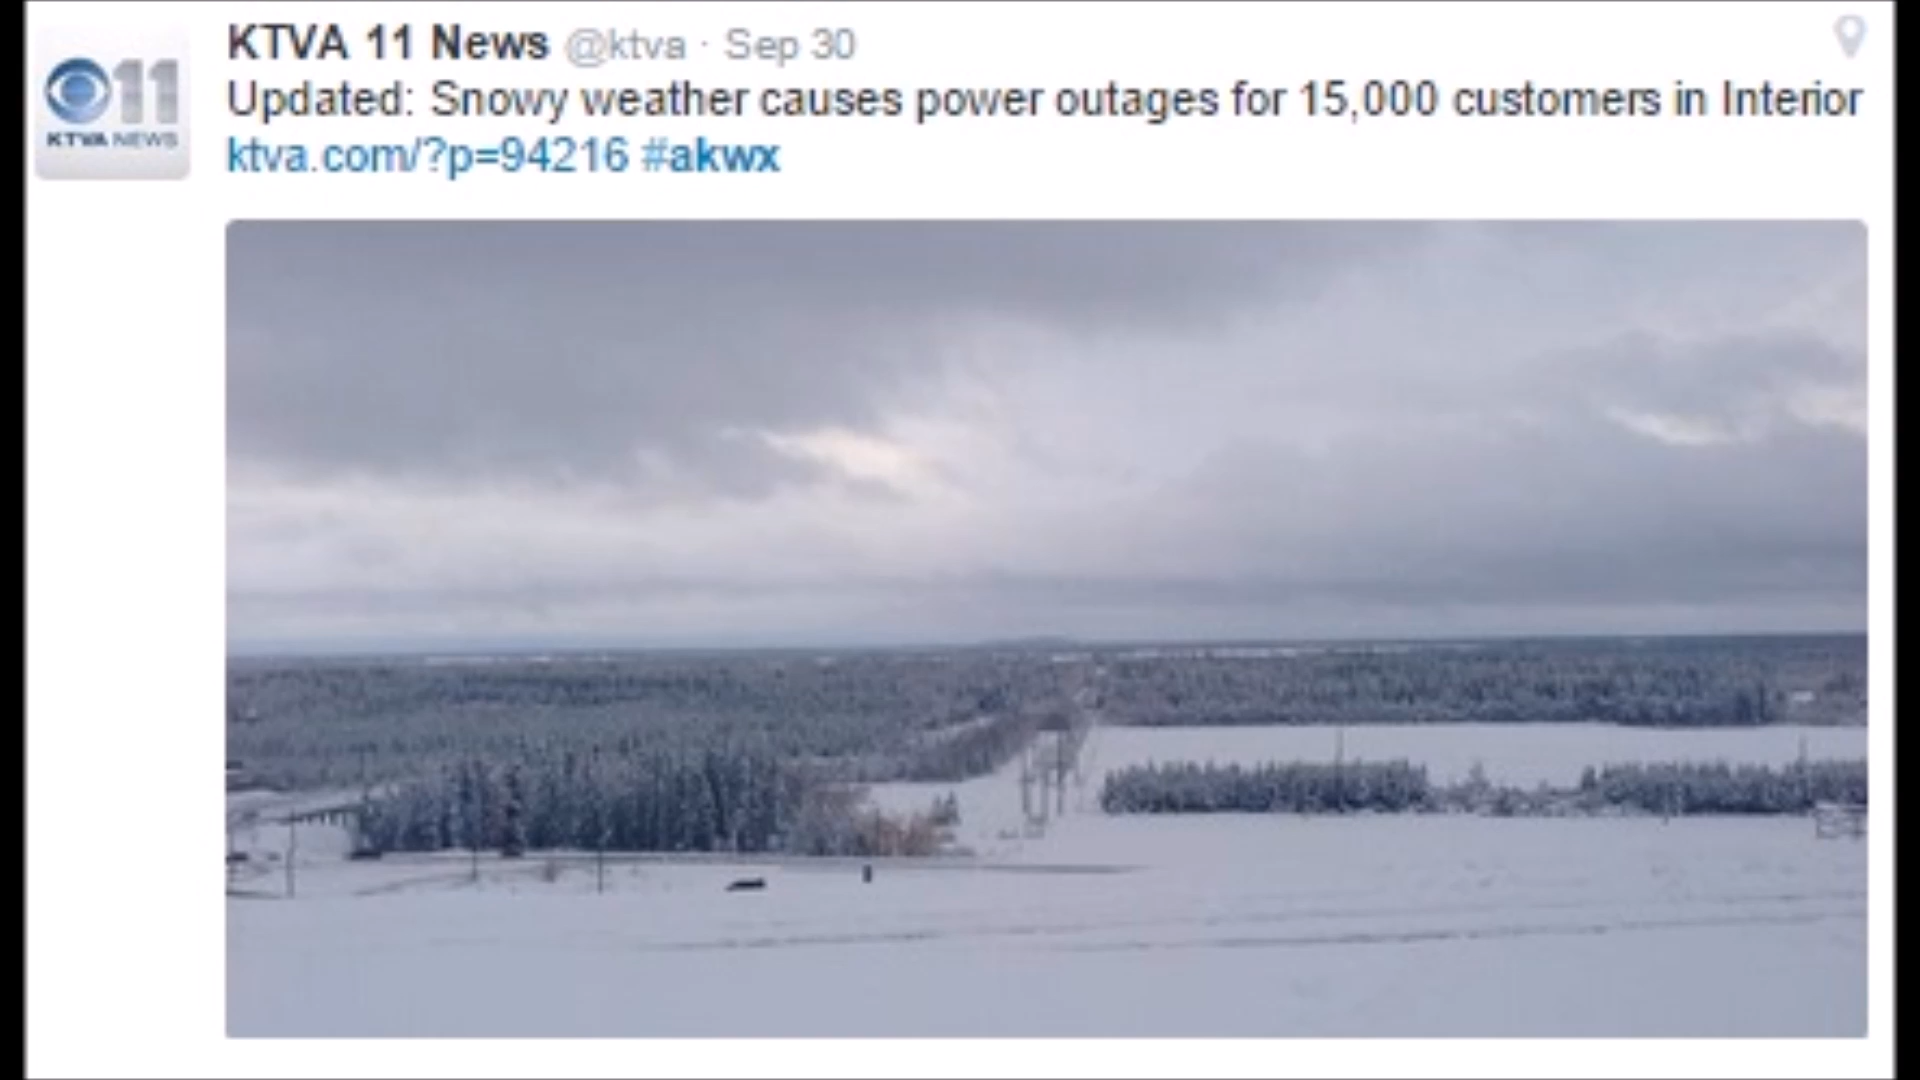 KTVA 11 News @ktva · Sep 30
Updated: Snowy weather causes power outages for 15,000 customers in Interior
ktva.com/?p=94216 #akwx
11
KTVA NEWS